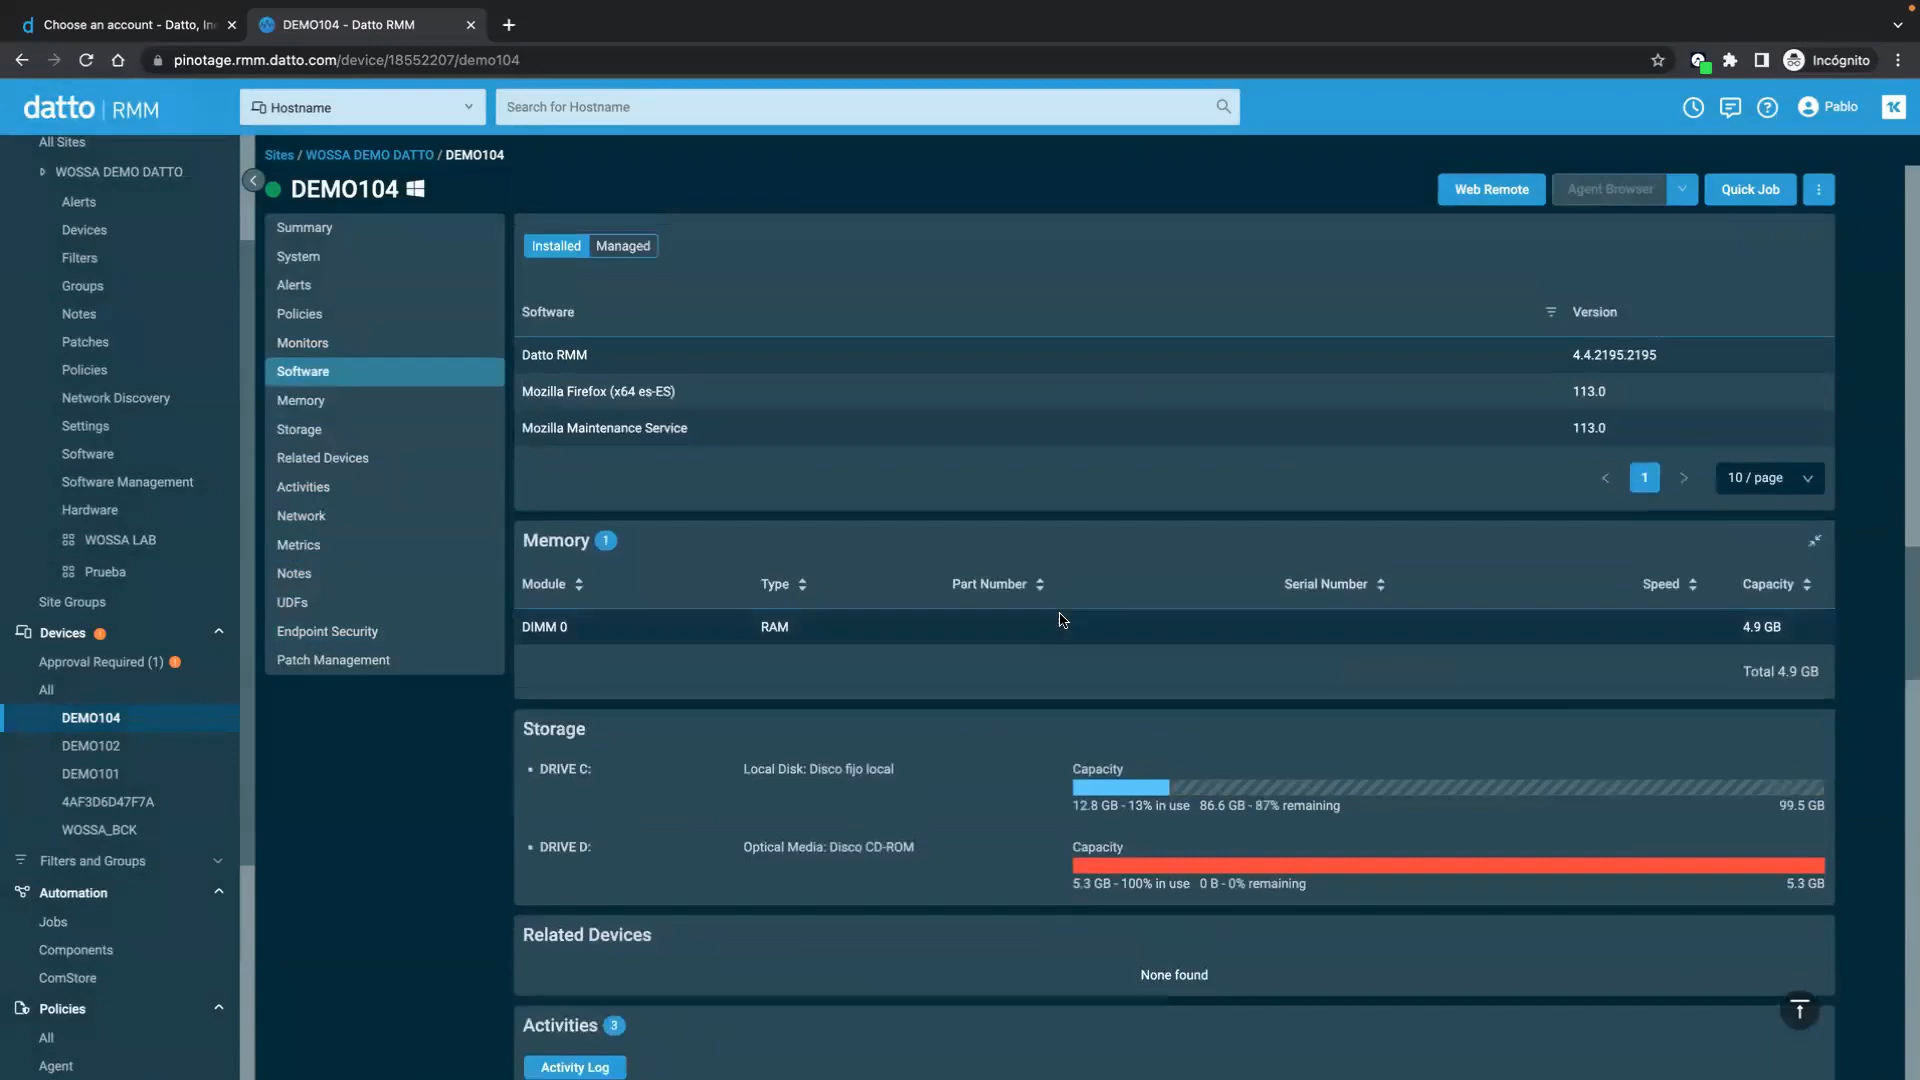 Choose an account - Datto, In
DEMO104 - Datto RMM
pinotage.rmm.datto.com/device/18552207/demo104
Incógnito
datto | RMM
Hostname
Search for Hostname
Pablo
1K
All Sites
WOSSA DEMO DATTO
Alerts
Devices
Filters
Groups
Notes
Patches
Policies
Network Discovery
Settings
Software
Software Management
Hardware
WOSSA LAB
Prueba
Site Groups
Devices
Approval Required (1)
All
DEMO104
DEMO102
DEMO101
4AF3D6D47F7A
WOSSA_BCK
Filters and Groups
Automation
Jobs
Components
ComStore
Policies
All
Agent
Sites / WOSSA DEMO DATTO / DEMO104
DEMO104
Web Remote
Agent Browser
Quick Job
Summary
System
Alerts
Policies
Monitors
Software
Memory
Storage
Related Devices
Activities
Network
Metrics
Notes
UDFs
Endpoint Security
Patch Management
Installed Managed
Software Version
Datto RMM 4.4.2195.2195
Mozilla Firefox (x64 es-ES) 113.0
Mozilla Maintenance Service 113.0
< 1 > 10 / page
Memory 1
Module Type Part Number Serial Number Speed Capacity
DIMM 0 RAM 4.9 GB
Total 4.9 GB
Storage
DRIVE C: Local Disk: Disco fijo local Capacity
12.8 GB - 13% in use 86.6 GB - 87% remaining 99.5 GB
DRIVE D: Optical Media: Disco CD-ROM Capacity
5.3 GB - 100% in use 0 B - 0% remaining 5.3 GB
Related Devices
None found
Activities 3
Activity Log